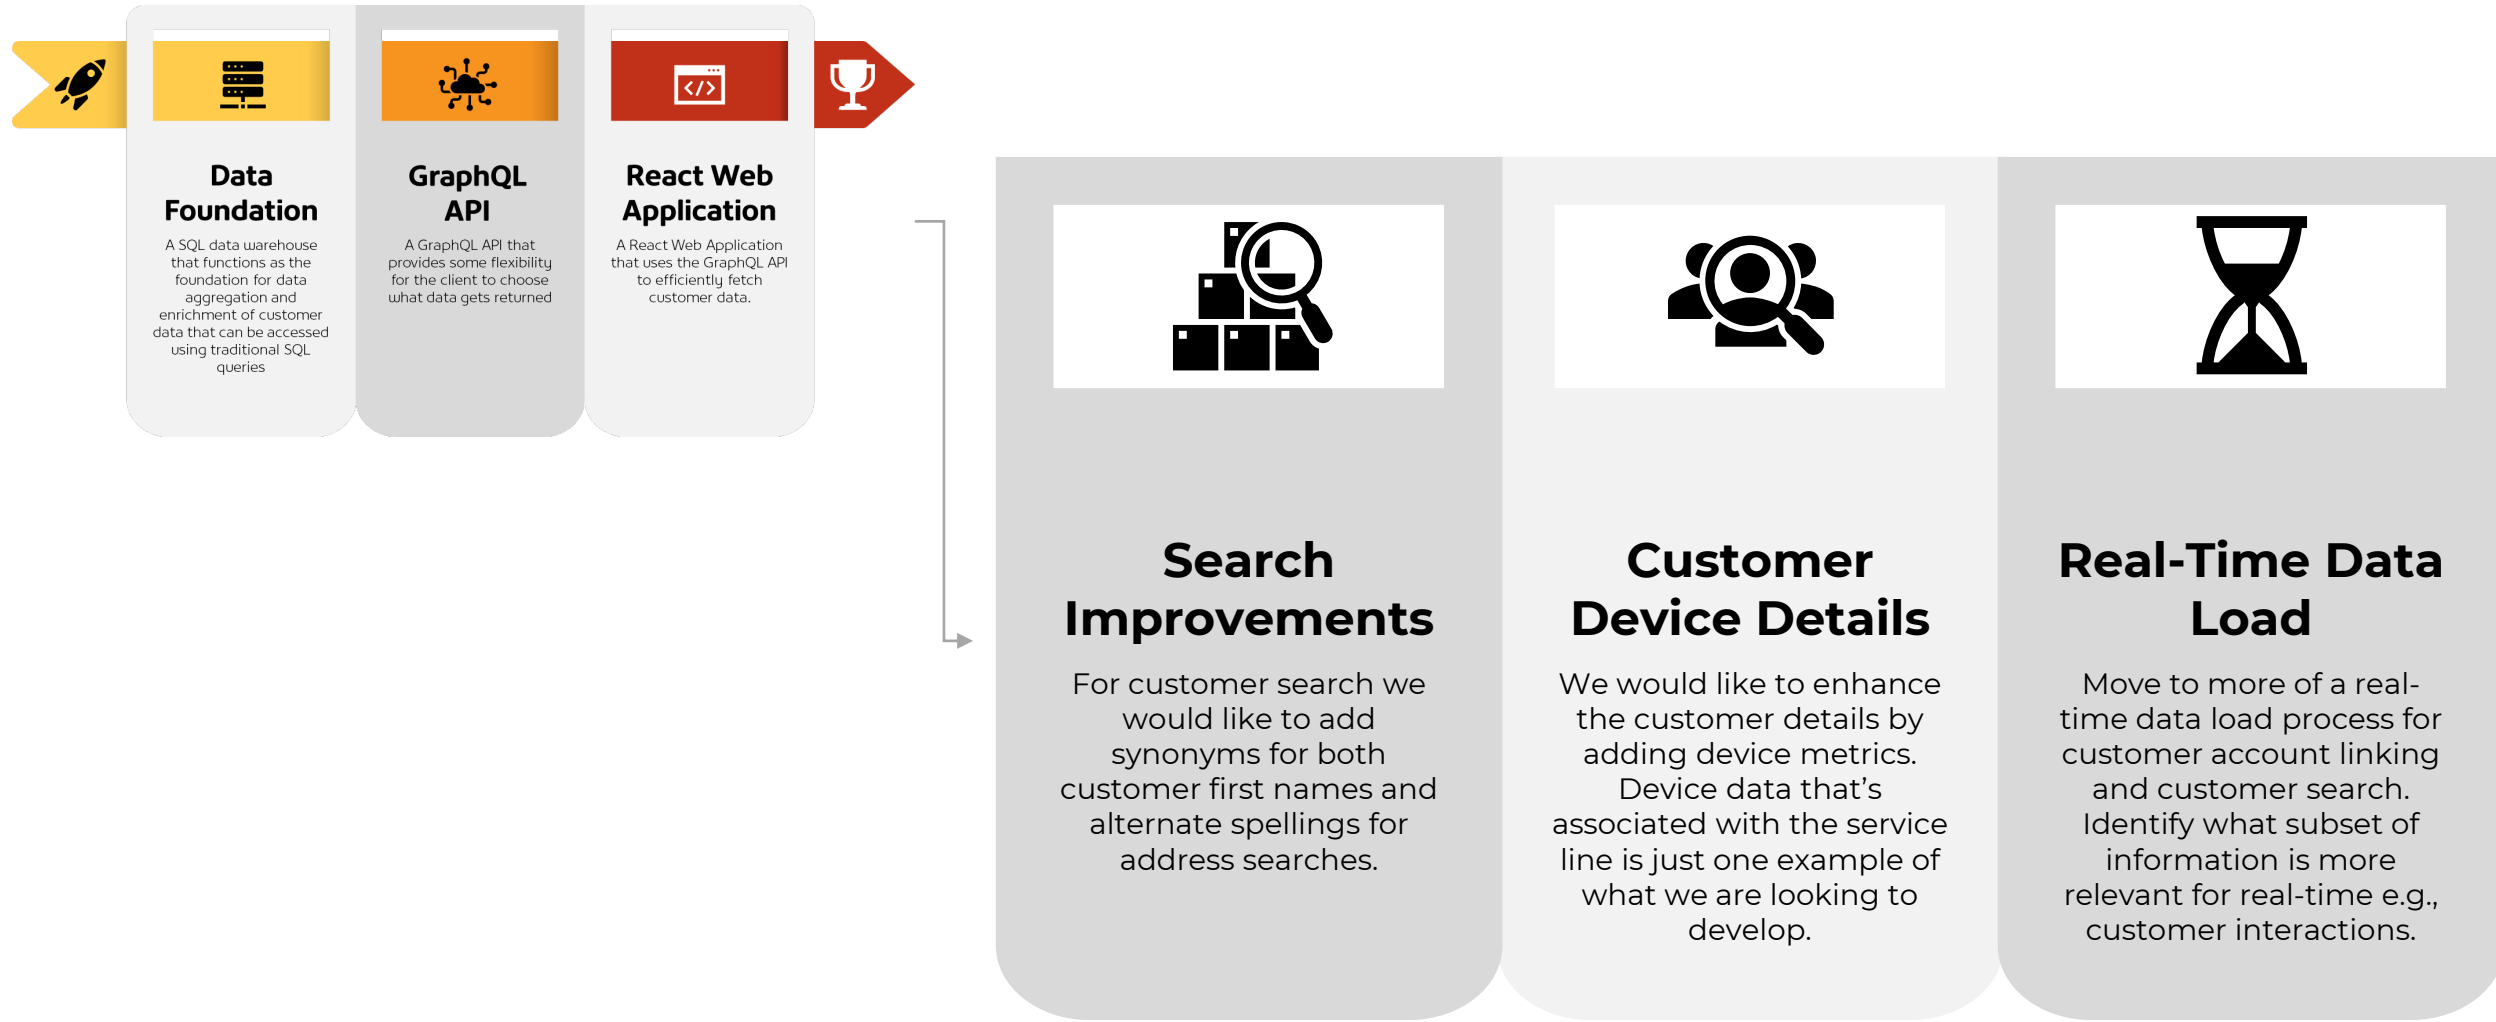 Data
Foundation
A SQL data warehouse
that functions as the
foundation for data
aggregation and
enrichment of customer
data that can be accessed
using traditional SQL
queries
GraphQL
API
A GraphQL API that
provides some flexibility
for the client to choose
what data gets returned
React Web
Application
A React Web Application
that uses the GraphQL API
to efficiently fetch
customer data.
Search
Improvements
For customer search we
would like to add
synonyms for both
customer first names and
alternate spellings for
address searches.
Customer
Device Details
We would like to enhance
the customer details by
adding device metrics.
Device data that’s
associated with the service
line is just one example of
what we are looking to
develop.
Real-Time Data
Load
Move to more of a real-
time data load process for
customer account linking
and customer search.
Identify what subset of
information is more
relevant for real-time e.g.,
customer interactions.